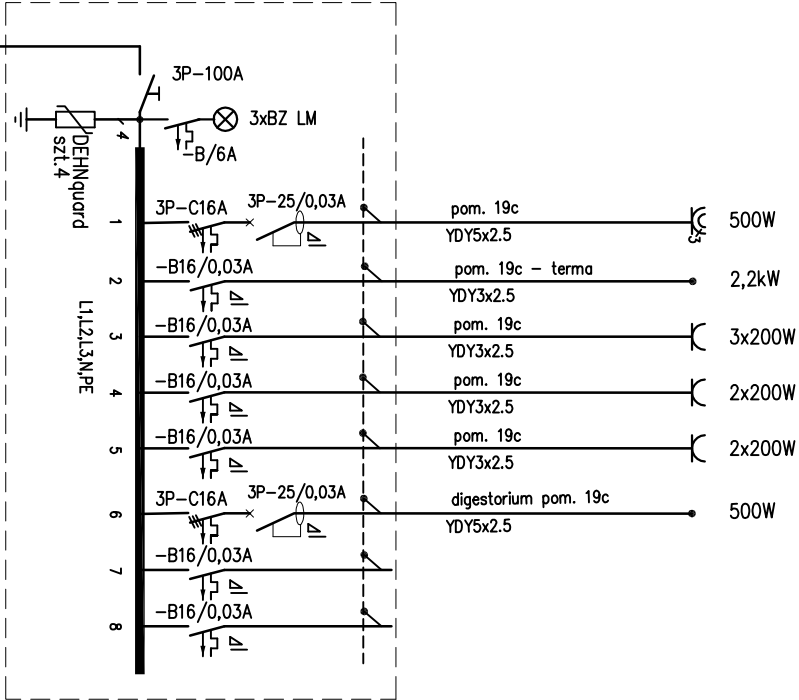 3P-100A
3xBZ LM
4
-B/6A
DEHNquard
szt.4
L1,L2,L3,N,PE
1
3P-C16A
3P-25/0,03A
pom. 19c
YDY5x2.5
3
500W
2
-B16/0,03A
pom. 19c - terma
YDY3x2.5
2,2kW
3
-B16/0,03A
pom. 19c
YDY3x2.5
3x200W
4
-B16/0,03A
pom. 19c
YDY3x2.5
2x200W
5
-B16/0,03A
pom. 19c
YDY3x2.5
2x200W
6
3P-C16A
3P-25/0,03A
digestorium pom. 19c
YDY5x2.5
500W
7
-B16/0,03A
8
-B16/0,03A